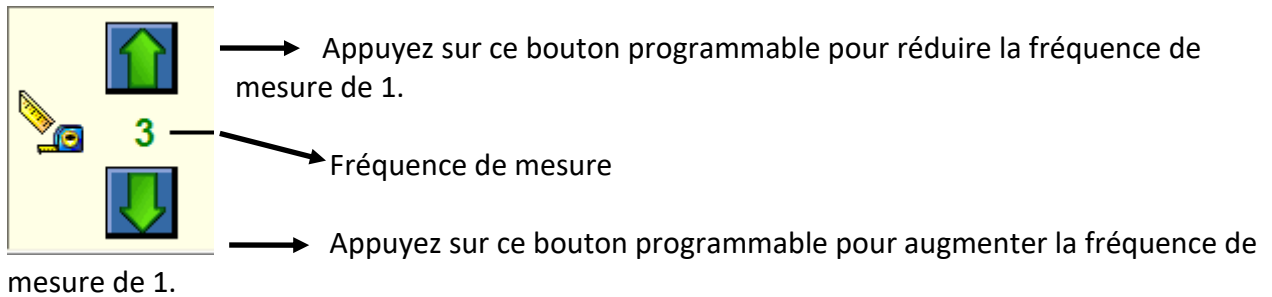 Appuyez sur ce bouton programmable pour réduire la fréquence de
mesure de 1.
3
Fréquence de mesure
Appuyez sur ce bouton programmable pour augmenter la fréquence de
mesure de 1.